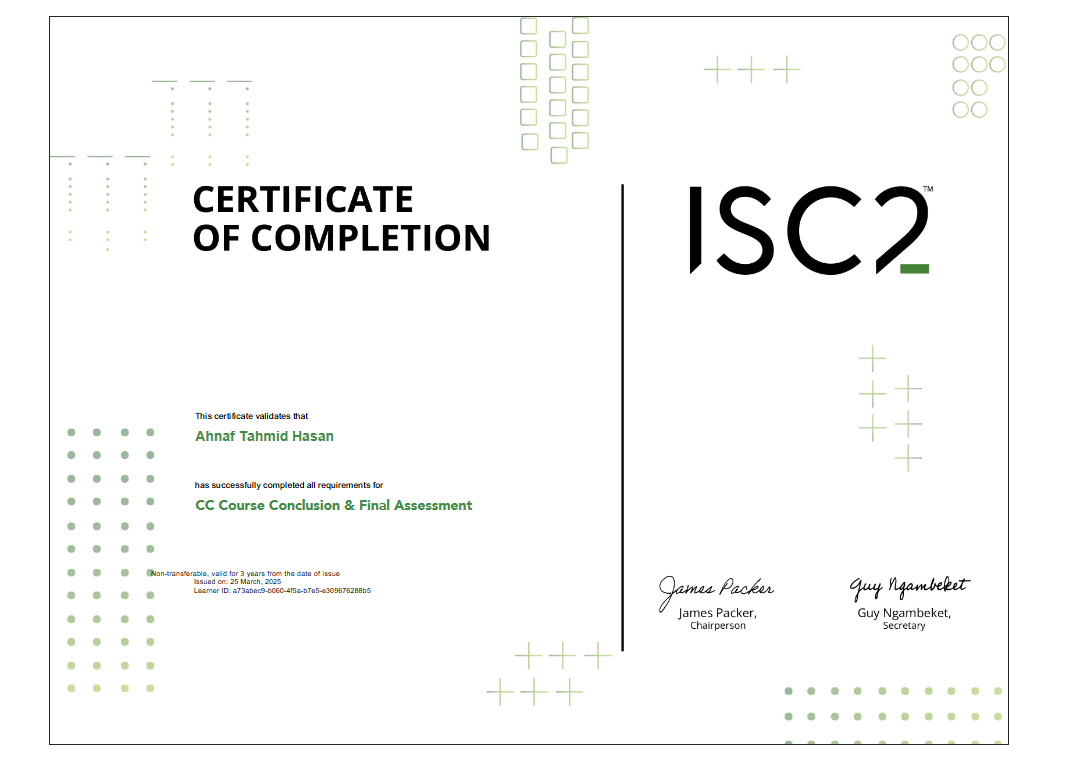 CERTIFICATE
OF COMPLETION
ISC2™
This certificate validates that
Ahnaf Tahmid Hasan
has successfully completed all requirements for
CC Course Conclusion & Final Assessment
Non-transferable, valid for 3 years from the date of issue
Issued on: 25 March, 2025
Learner ID: a73abec9-b060-4f5a-b7e5-e309676288b5
James Packer
James Packer,
Chairperson
Guy Ngambeket
Guy Ngambeket,
Secretary